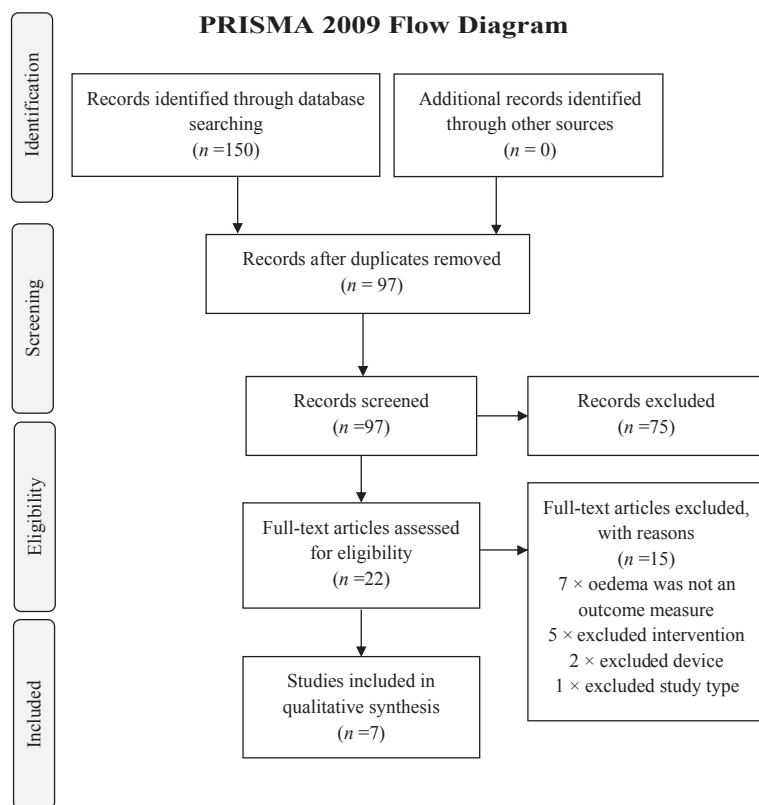 PRISMA 2009 Flow Diagram
Identification
Records identified through database
searching
(n =150)
Additional records identified
through other sources
(n = 0)
Screening
Records after duplicates removed
(n = 97)
Records screened
(n =97)
Records excluded
(n =75)
Eligibility
Full-text articles assessed
for eligibility
(n =22)
Full-text articles excluded,
with reasons
(n =15)
7 × oedema was not an
outcome measure
5 × excluded intervention
2 × excluded device
1 × excluded study type
Included
Studies included in
qualitative synthesis
(n =7)